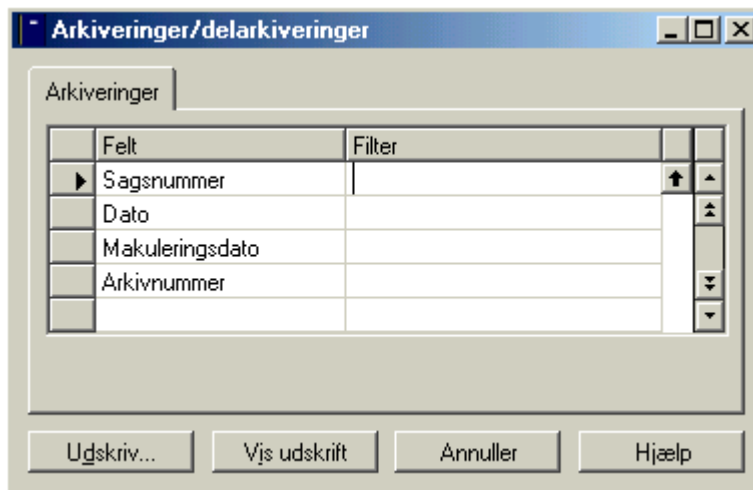 Arkiveringer/delarkiveringer
Arkiveringer
Felt Filter
Sagsnummer
Dato
Makuleringsdato
Arkivnummer
Udskriv... Vis udskrift Annuller Hjælp